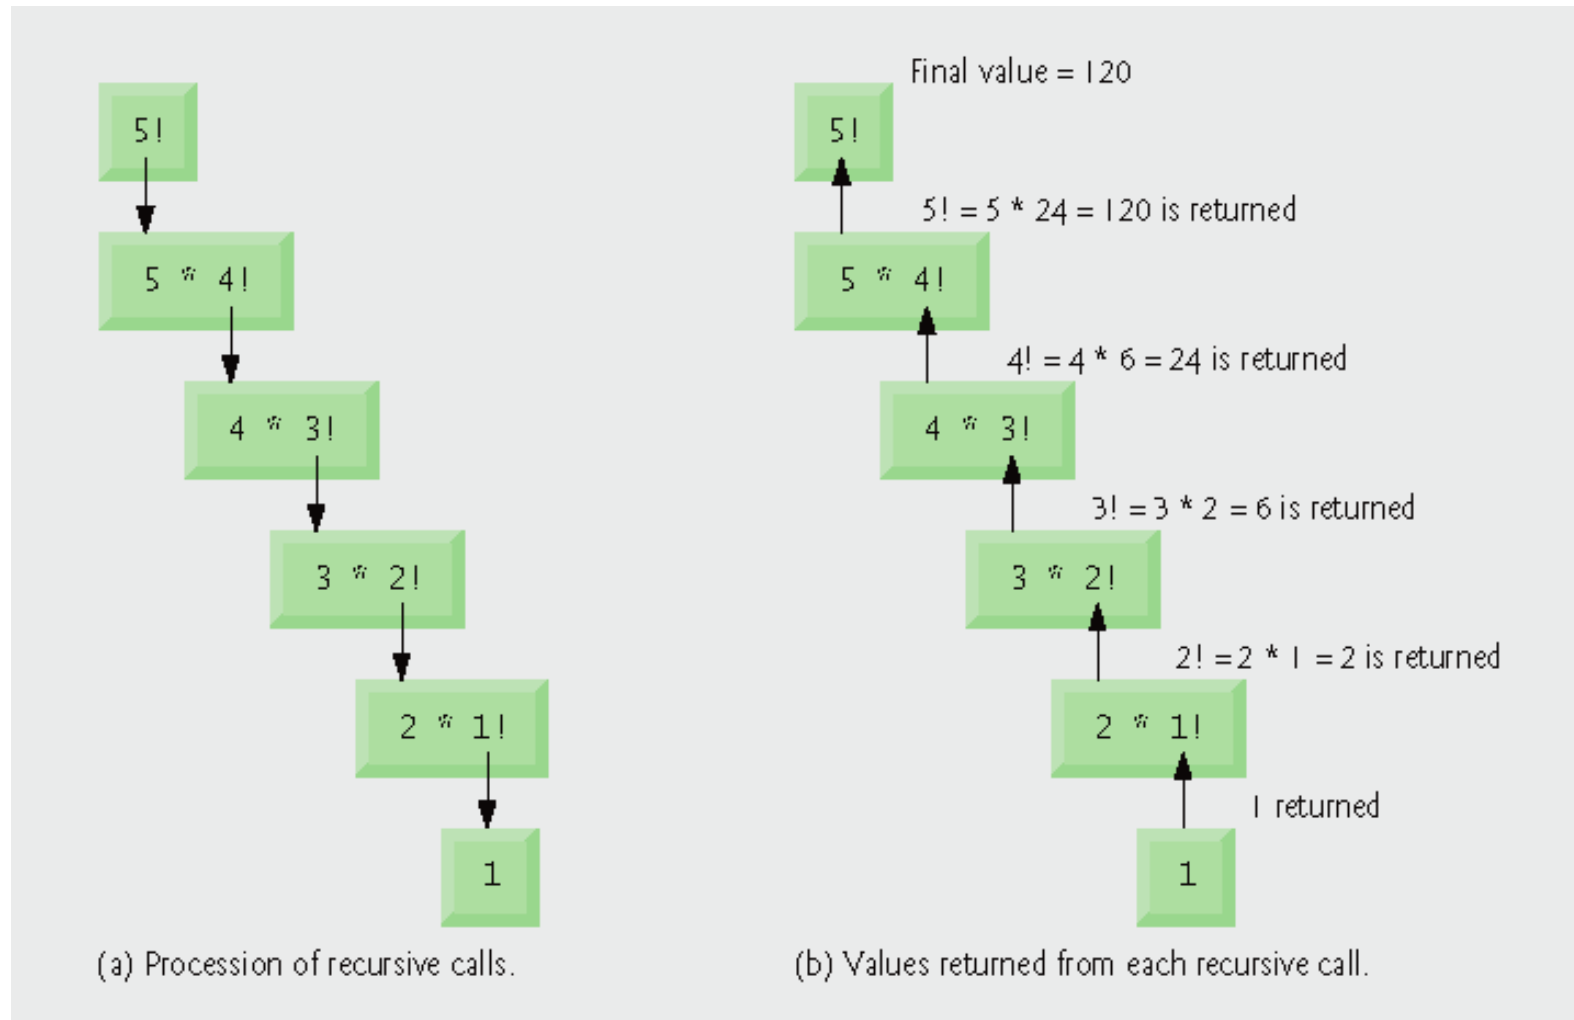 5!
5 * 4!
4 * 3!
3 * 2!
2 * 1!
1
(a) Procession of recursive calls.
Final value = 120
5!
5! = 5 * 24 = 120 is returned
5 * 4!
4! = 4 * 6 = 24 is returned
4 * 3!
3! = 3 * 2 = 6 is returned
3 * 2!
2! = 2 * 1 = 2 is returned
2 * 1!
1 returned
1
(b) Values returned from each recursive call.